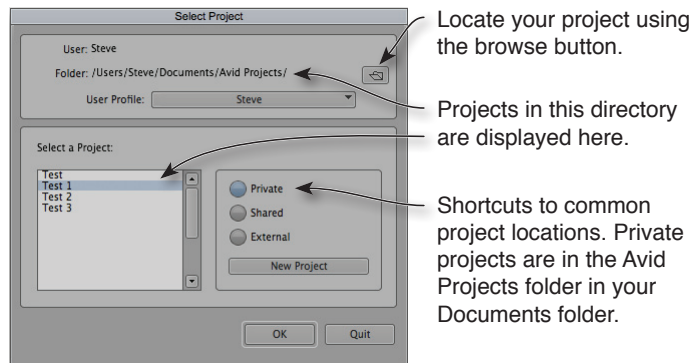 Select Project
User: Steve
Folder: /Users/Steve/Documents/Avid Projects/
User Profile:
Steve
Select a Project:
Test
Test 1
Test 2
Test 3
Private
Shared
External
New Project
OK
Quit
Locate your project using
the browse button.
Projects in this directory
are displayed here.
Shortcuts to common
project locations. Private
projects are in the Avid
Projects folder in your
Documents folder.